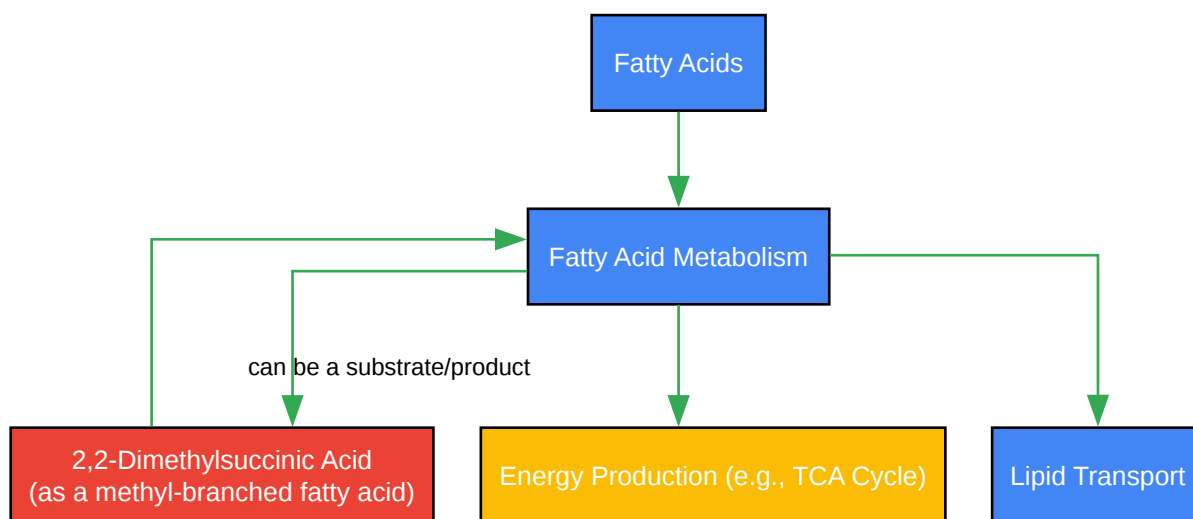 Fatty Acids
Fatty Acid Metabolism
can be a substrate/product
2,2-Dimethylsuccinic Acid
(as a methyl-branched fatty acid)
Energy Production (e.g., TCA Cycle)
Lipid Transport